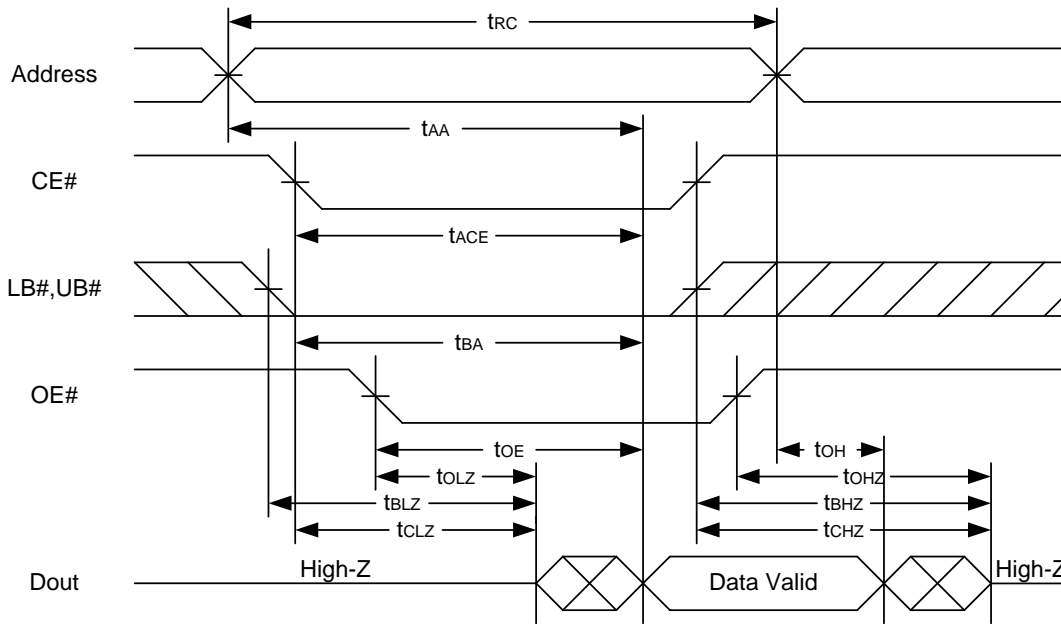 tRC
Address
tAA
CE#
tACE
LB#,UB#
tBA
OE#
tOE
tOH
tOLZ
tOHZ
tBLZ
tBHZ
tCLZ
tCHZ
Dout
High-Z
Data Valid
High-Z